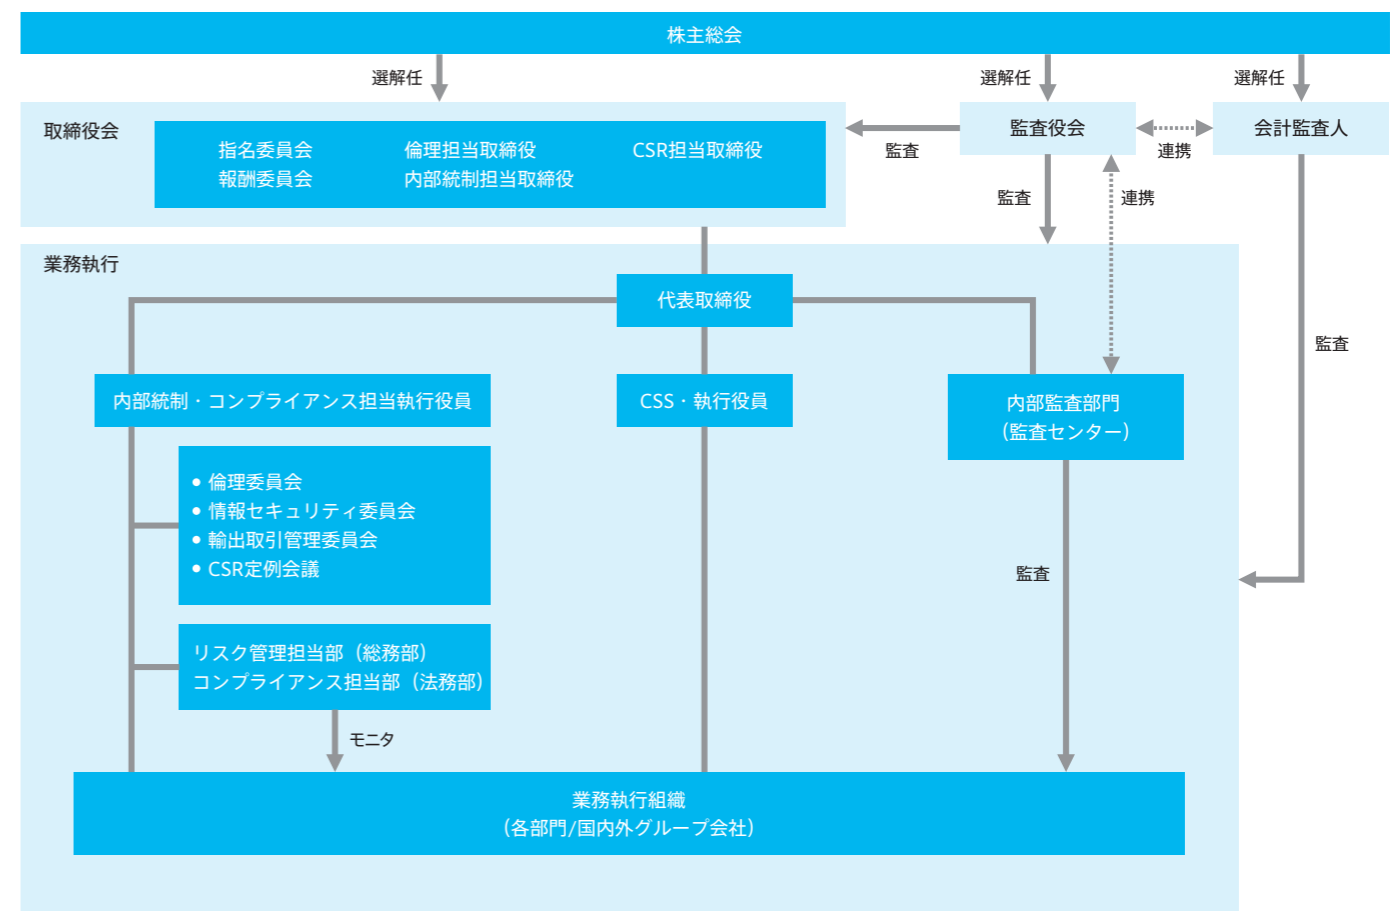 株主総会
選解任
選解任
選解任
取締役会
指名委員会
倫理担当取締役
CSR担当取締役
報酬委員会
内部統制担当取締役
監査
監査役会
連携
会計監査人
監査
連携
監査
業務執行
代表取締役
内部統制・コンプライアンス担当執行役員
CSS・執行役員
内部監査部門
（監査センター）
• 倫理委員会
• 情報セキュリティ委員会
• 輸出取引管理委員会
• CSR定例会議
監査
リスク管理担当部（総務部）
コンプライアンス担当部（法務部）
モニタ
業務執行組織
（各部門/国内外グループ会社）